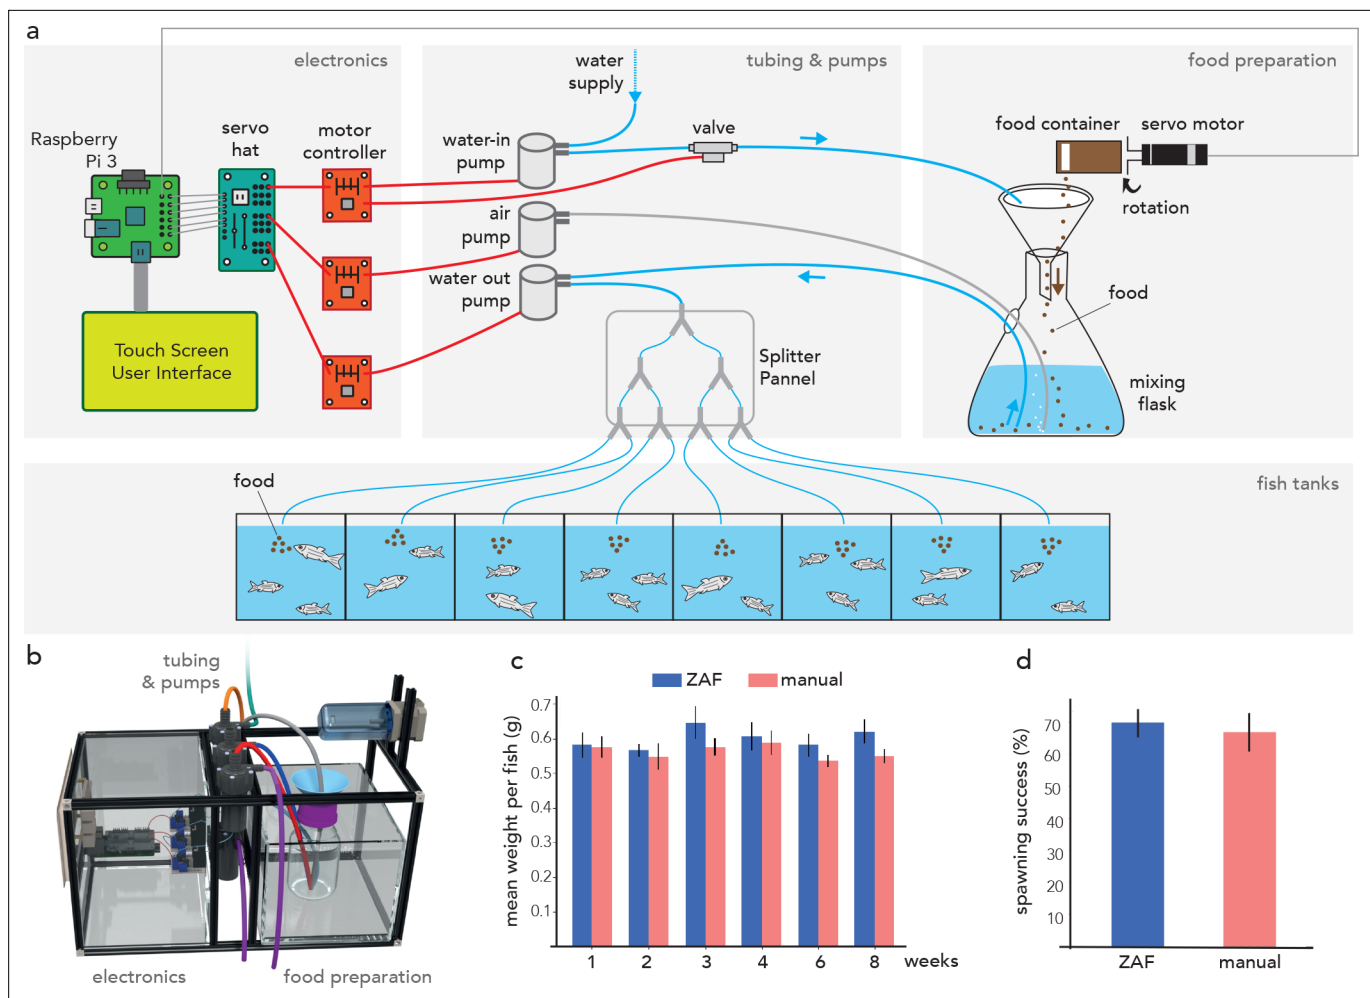 a
electronics
tubing & pumps
food preparation
water
supply
Raspberry
Pi 3
servo
hat
motor
controller
water-in
pump
valve
food container
servo motor
rotation
air
pump
water out
pump
food
Splitter
Pannel
mixing
flask
Touch Screen
User Interface
fish tanks
food
b
tubing
& pumps
electronics
food preparation
c
ZAF
manual
mean weight per fish (g)
0.7
0.6
0.5
0.4
0.3
0.2
0.1
1
2
3
4
6
8
weeks
d
spawning success (%)
70
60
50
40
30
20
10
ZAF
manual